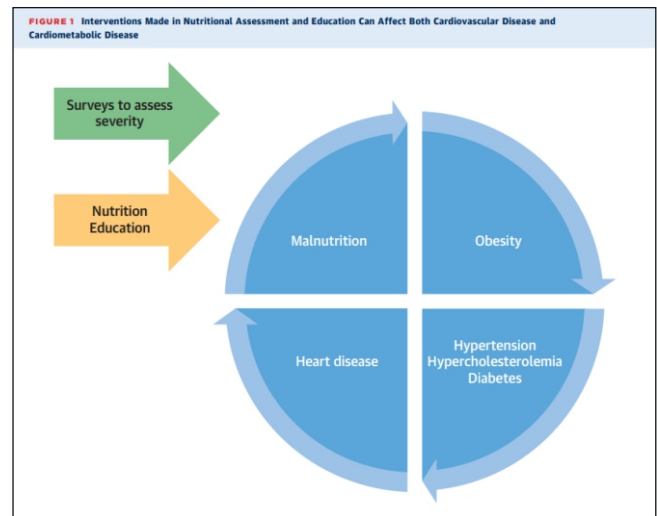 FIGURE 1 Interventions Made in Nutritional Assessment and Education Can Affect Both Cardiovascular Disease and
Cardiometabolic Disease
Surveys to assess
severity
Nutrition
Education
Malnutrition
Obesity
Heart disease
Hypertension
Hypercholesterolemia
Diabetes